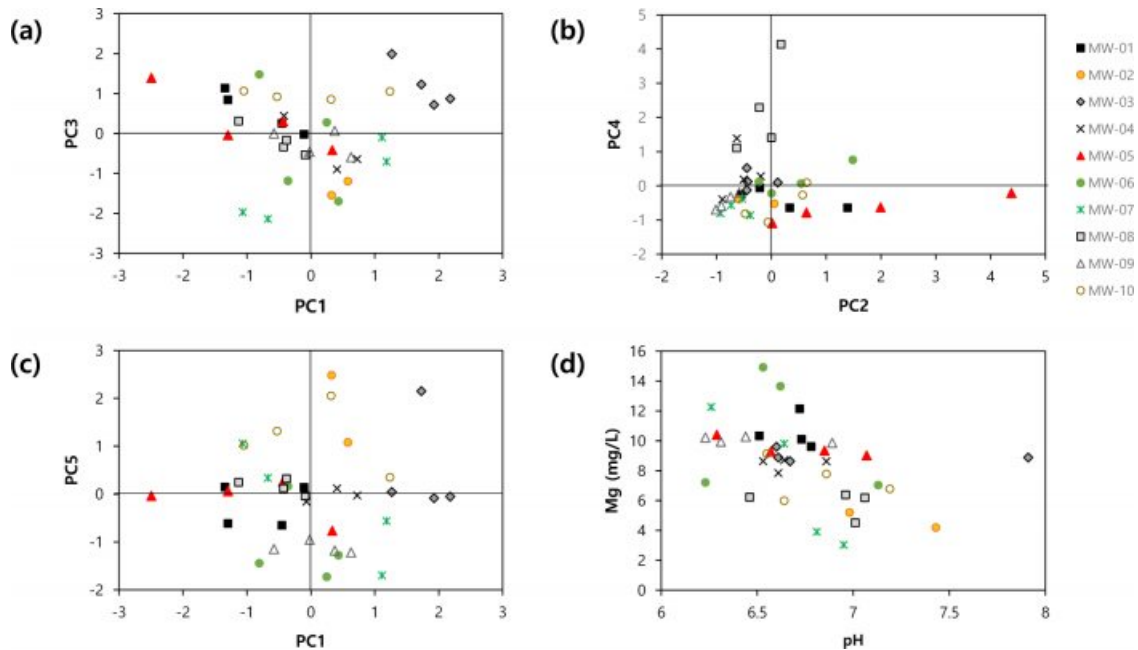 (a)
3
2
1
0
-1
-2
-3
PC3
-3
-2
-1
0
1
2
3
PC1
(b)
5
4
3
2
1
0
-1
-2
PC4
-2
-1
0
1
2
3
4
5
PC2
MW-01
MW-02
MW-03
MW-04
MW-05
MW-06
MW-07
MW-08
MW-09
MW-10
(c)
3
2
1
0
-1
-2
PC5
-3
-2
-1
0
1
2
3
PC1
(d)
16
14
12
10
8
6
4
2
0
Mg (mg/L)
6
6.5
7
7.5
8
pH